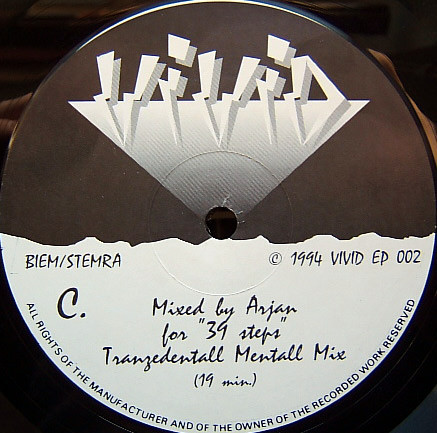 ViViD
BIEM/STEMRA
© 1994 VIVID EP 002
C.
Mixed by Arjan
for "39 steps"
Tranzedentall Mentall Mix
(19 min.)
ALL RIGHTS OF THE MANUFACTURER AND OF THE OWNER OF THE RECORDED WORK RESERVED